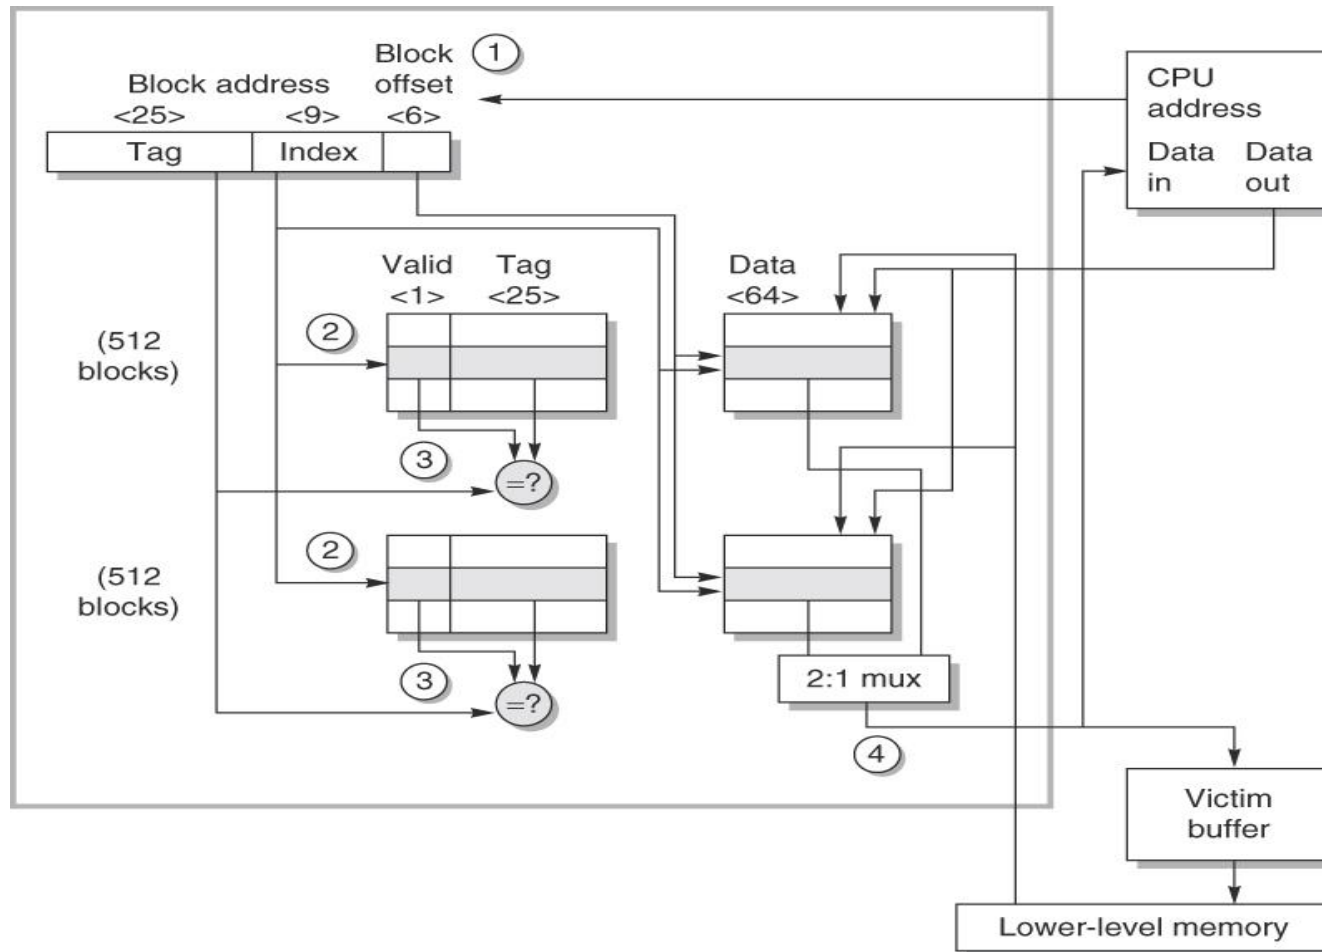 Block
offset
1
Block address
<25>
<9>
<6>
Tag
Index
CPU
address
Data
in
Data
out
Valid
<1>
Tag
<25>
Data
<64>
(512
blocks)
2
3
=?
(512
blocks)
2
3
=?
2:1 mux
4
Victim
buffer
Lower-level memory